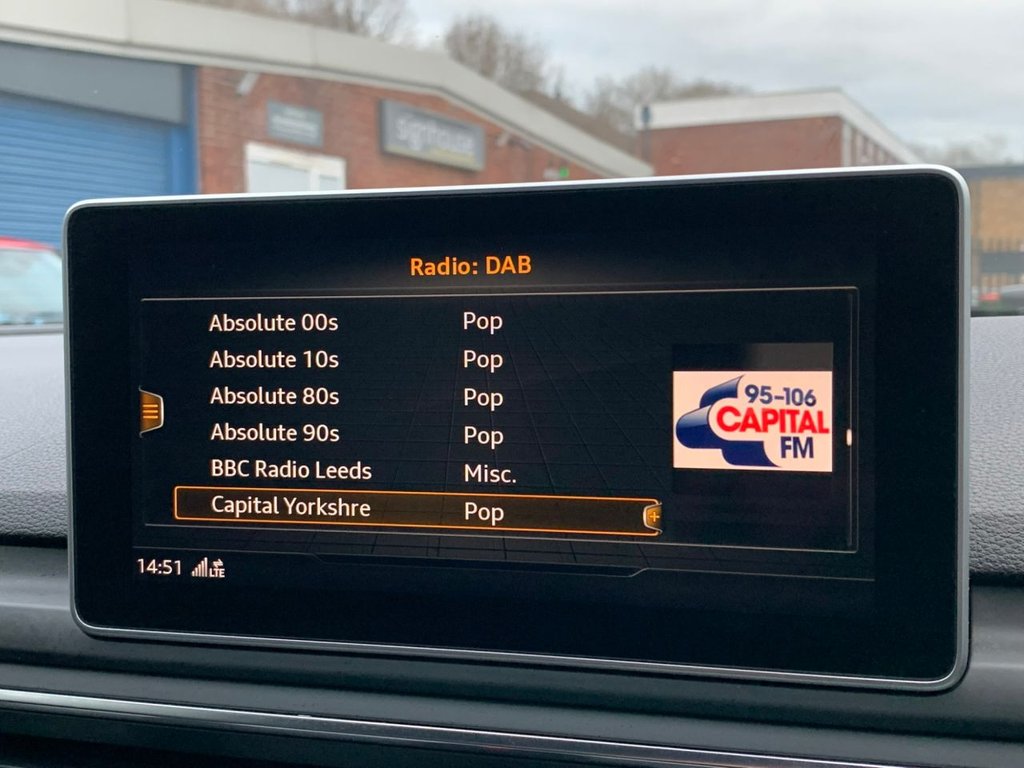 signhouse
Radio: DAB
Absolute 00s Pop
Absolute 10s Pop
Absolute 80s Pop
Absolute 90s Pop
BBC Radio Leeds Misc.
Capital Yorkshre Pop
95-106
CAPITAL
FM
14:51 LTE